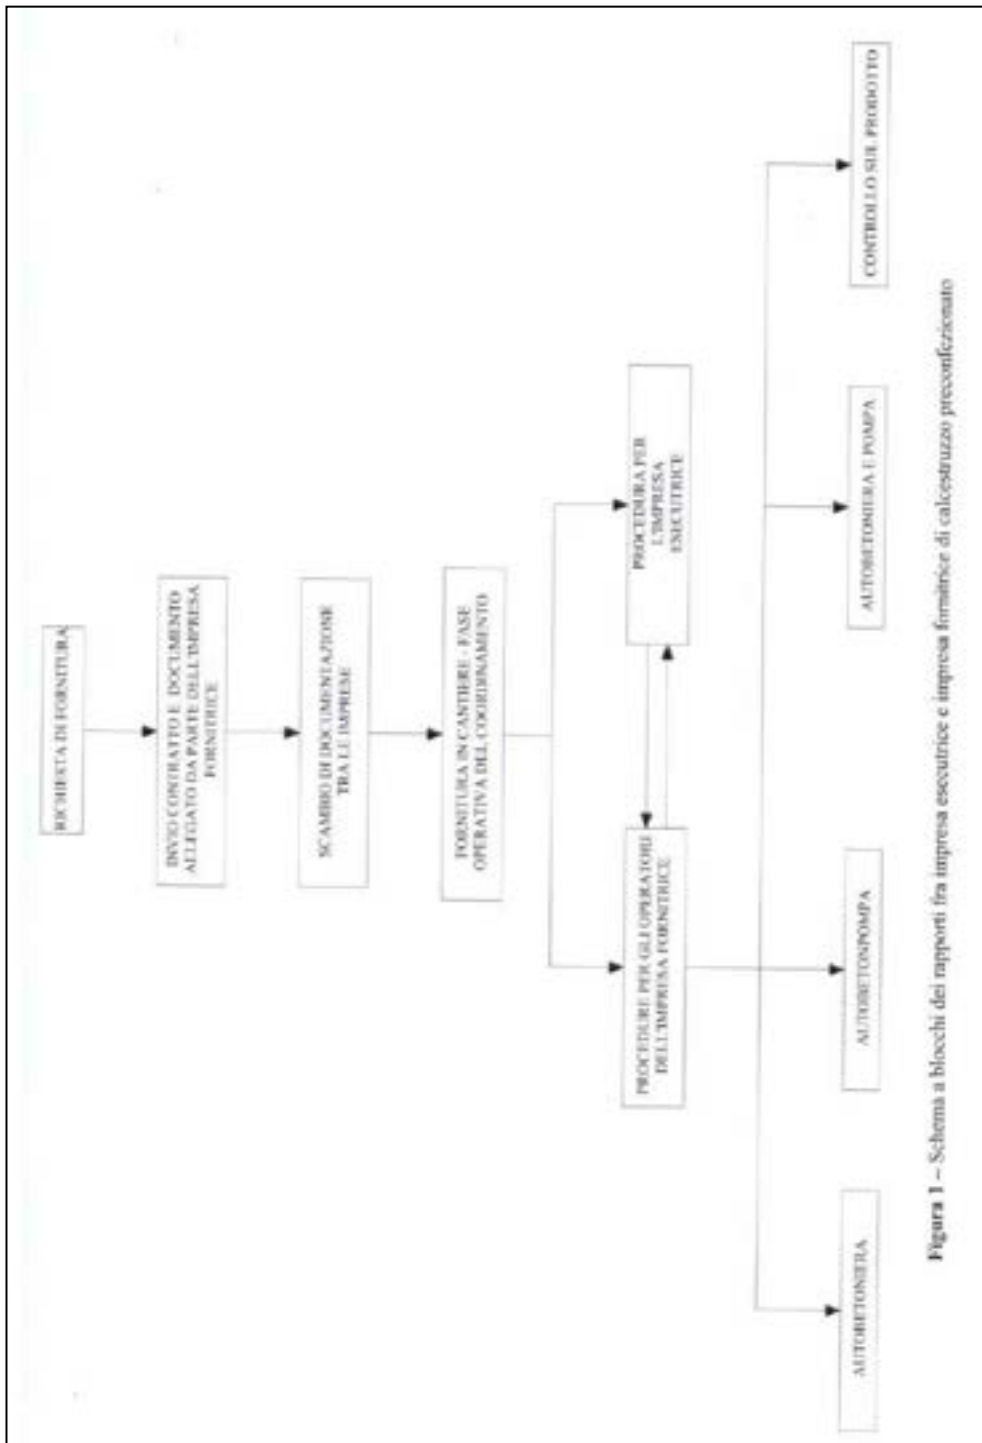 RICHIESTA DI FORNITURA
INVIO CONTRATTO E DOCUMENTO
ALLEGATO DA PARTE DELL'IMPRESA
FORNITRICE
SCAMBIO DI DOCUMENTAZIONE
TRA LE IMPRESE
FORNITURA IN CANTIERE - FASE
OPERATIVA DEL COORDINAMENTO
PROCEDURE PER GLI OPERATORI
DELL'IMPRESA FORNITRICE
PROCEDURA PER
L'IMPRESA
ESECUTRICE
AUTOBETONIERA
AUTOBETONPOMPA
AUTOBETONIERA E POMPA
CONTROLLO SUL PRODOTTO
Figura 1 – Schema a blocchi dei rapporti fra impresa esecutrice e impresa fornitrice di calcestruzzo preconfezionato